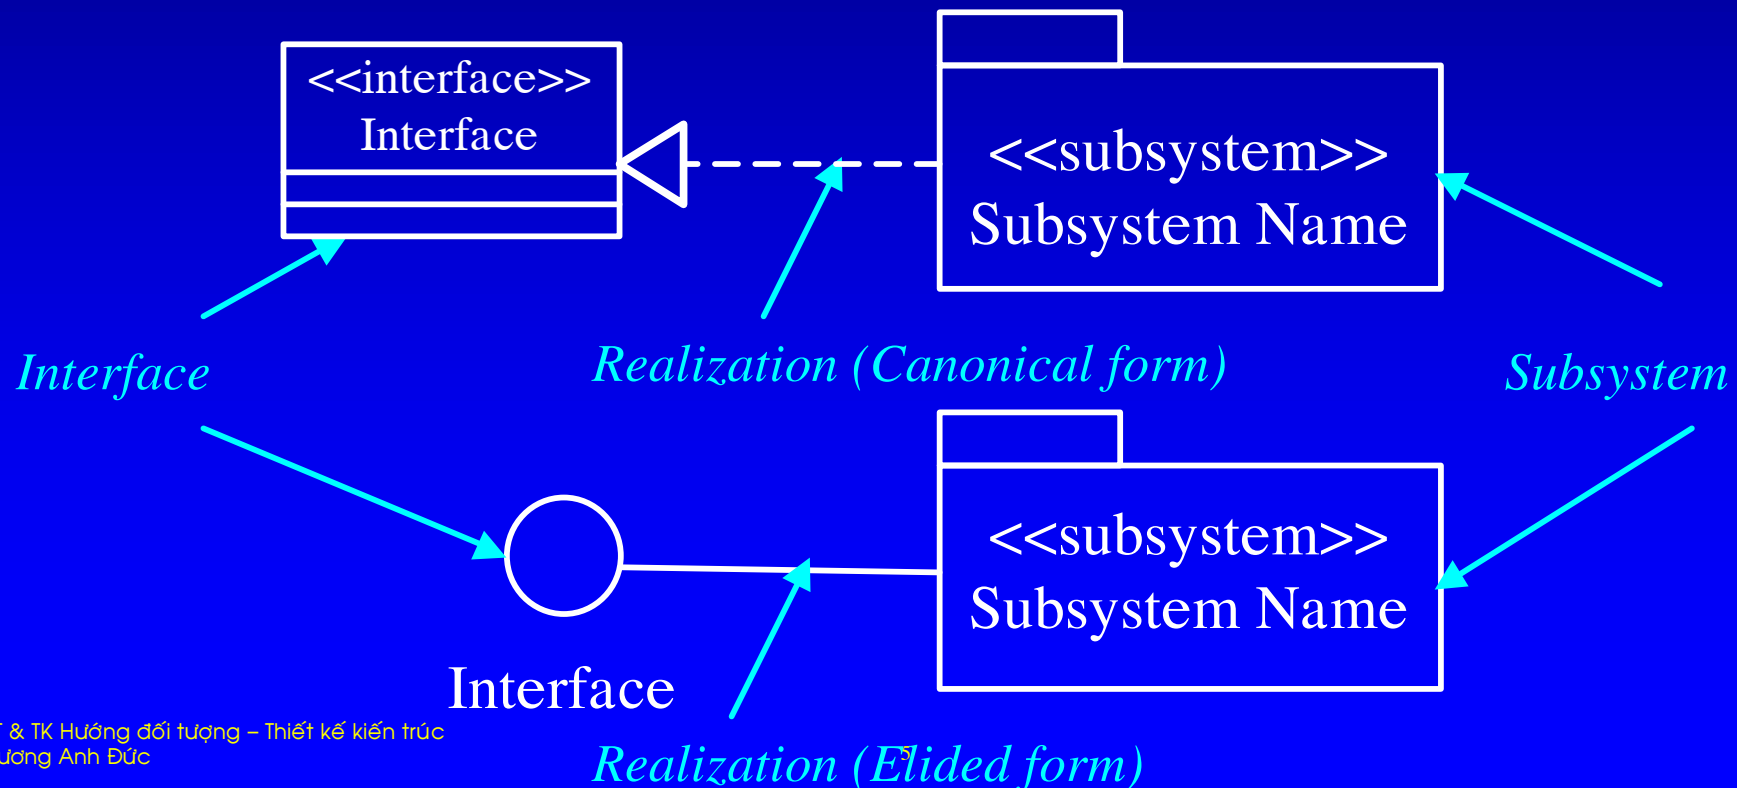 <<interface>>
Interface
<<subsystem>>
Subsystem Name
Interface
Realization (Canonical form)
Subsystem
<<subsystem>>
Subsystem Name
Interface
& TK Hướng đối tượng – Thiết kế kiến trúc
ương Anh Đức
5
Realization (Elided form)